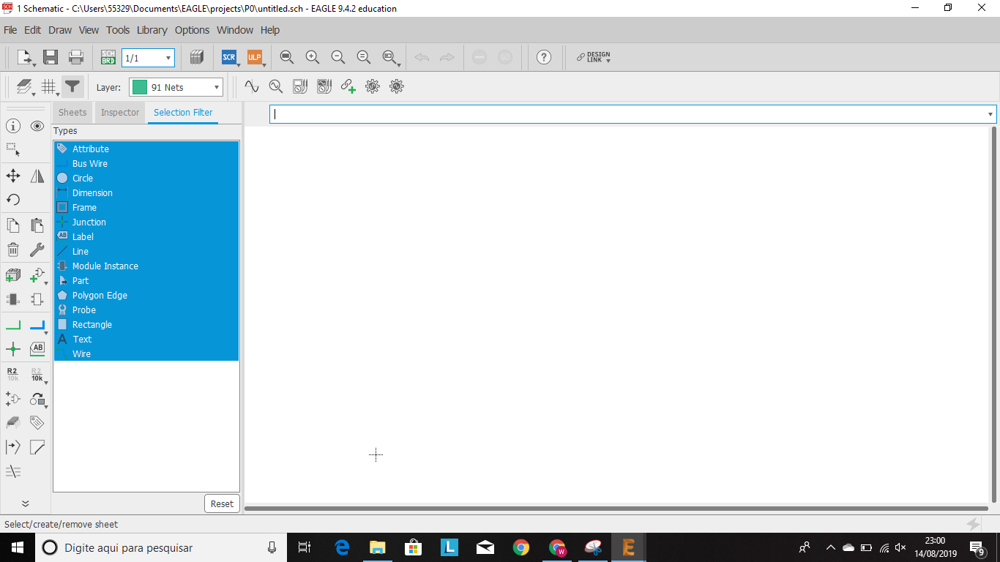 1 Schematic - C:\Users\55329\Documents\EAGLE\projects\P0\untitled.sch - EAGLE 9.4.2 education
File Edit Draw View Tools Library Options Window Help
SCH BRD 1/1 SCR ULP DESIGN LINK
Layer: 91 Nets
Sheets Inspector Selection Filter
Types
Attribute
Bus Wire
Circle
Dimension
Frame
Junction
Label
Line
Module Instance
Part
Polygon Edge
Probe
Rectangle
Text
Wire
AB
R2 10k R2 10k
Reset
Select/create/remove sheet
Digite aqui para pesquisar
23:00
14/08/2019
9